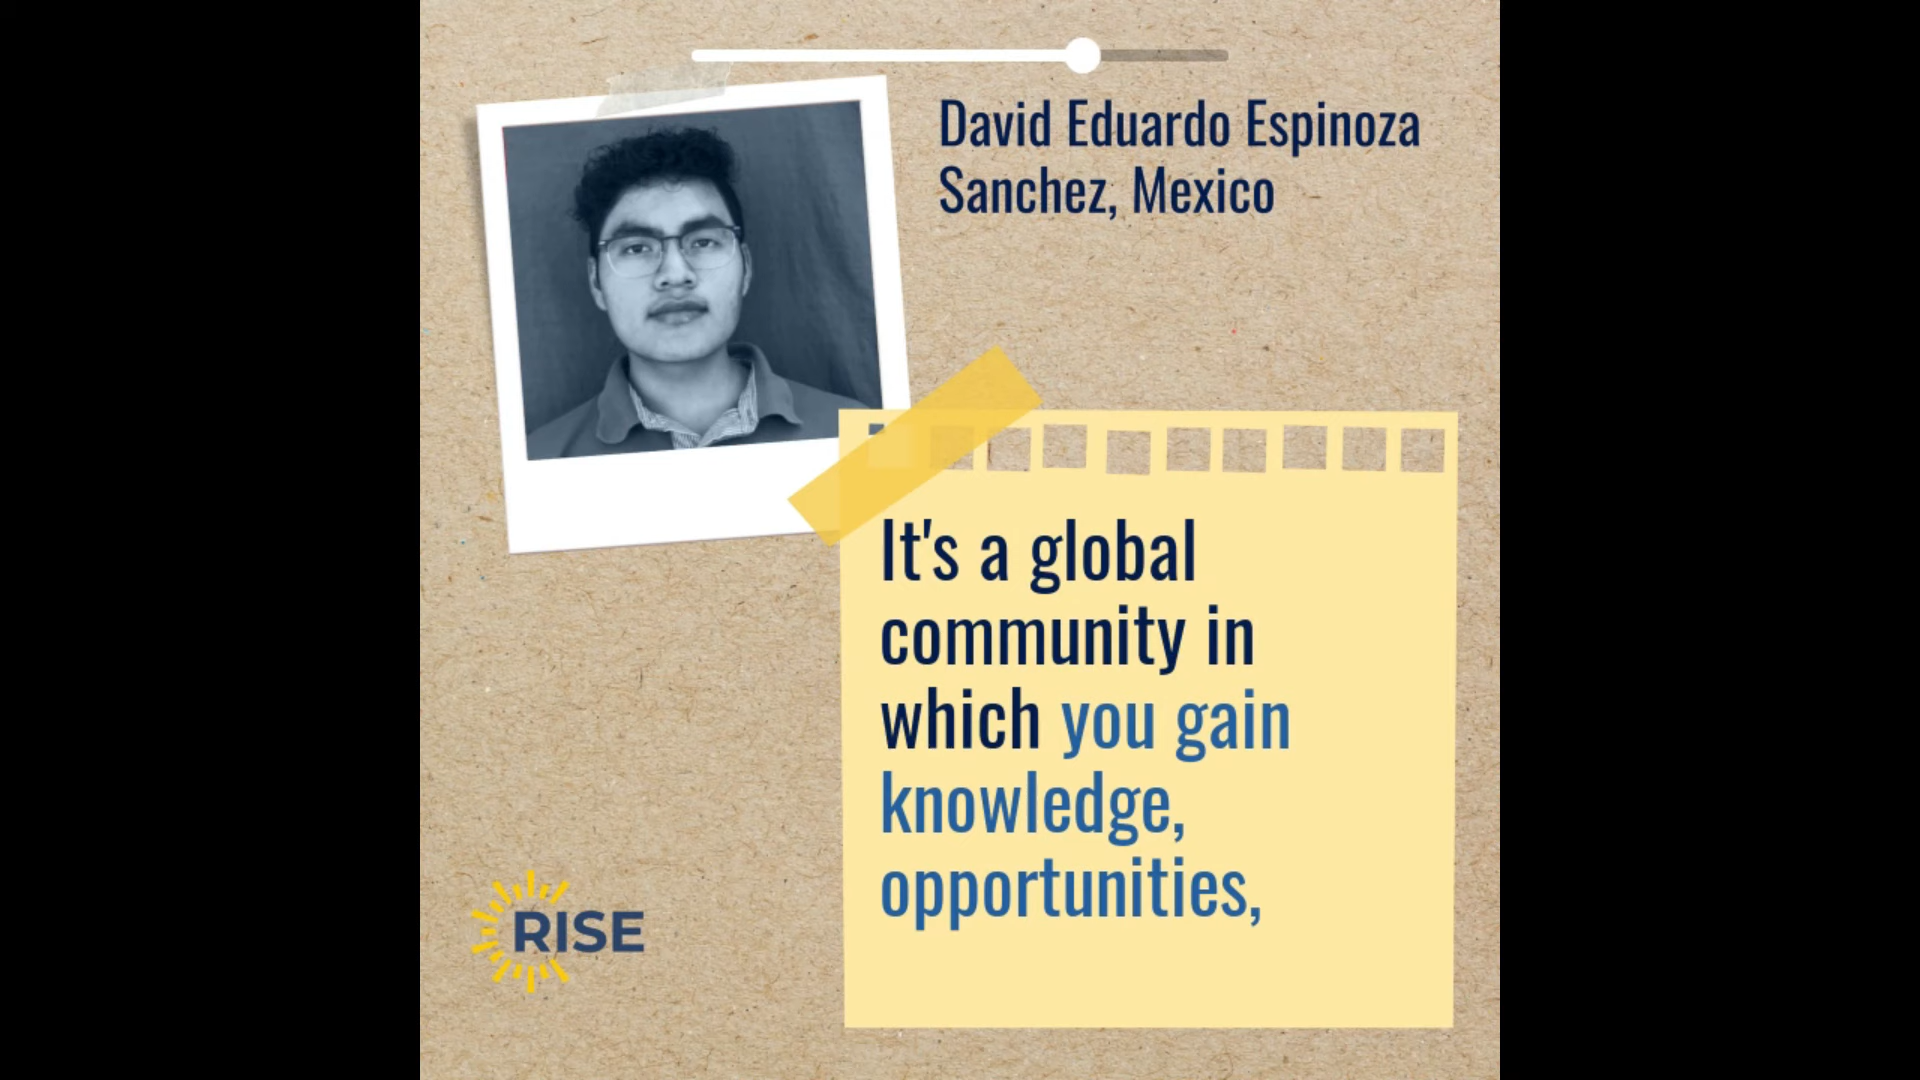 David Eduardo Espinoza
Sanchez, Mexico
It's a global
community in
which you gain
knowledge,
opportunities,
RISE